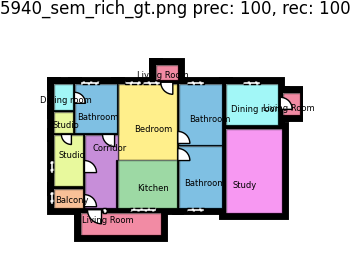 5940_sem_rich_gt.png prec: 100, rec: 100
Living Room
Dining room
Dining room
Living Room
Bathroom
Bathroom
Studio
Bedroom
Corridor
Studio
Bathroom
Study
Kitchen
Balcony
Living Room